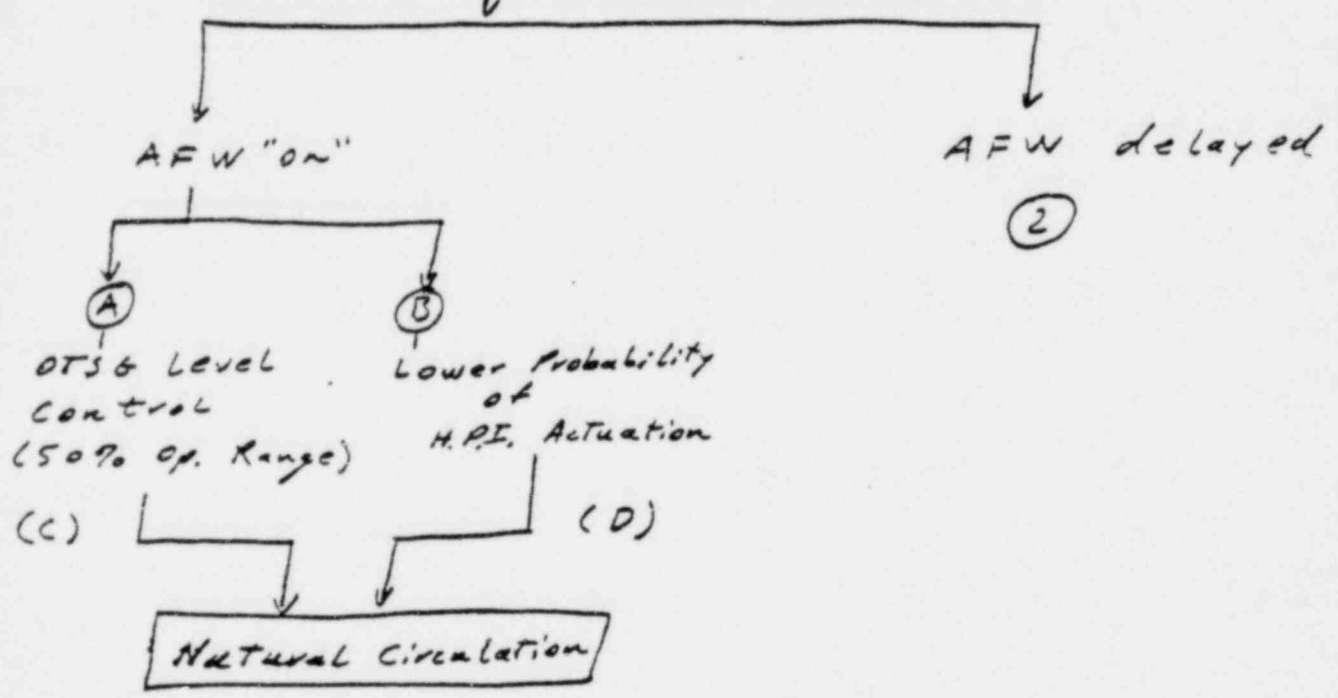 AFW "on"
AFW delayed
2
A
B
OTSG Level
Control
(50% Op. Range)
Lower Probability
of
H.P.I. Actuation
(C)
(D)
Natural Circulation